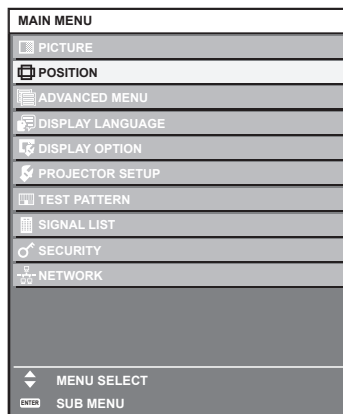 MAIN MENU
PICTURE
POSITION
ADVANCED MENU
DISPLAY LANGUAGE
DISPLAY OPTION
PROJECTOR SETUP
TEST PATTERN
SIGNAL LIST
SECURITY
NETWORK
MENU SELECT
ENTER SUB MENU